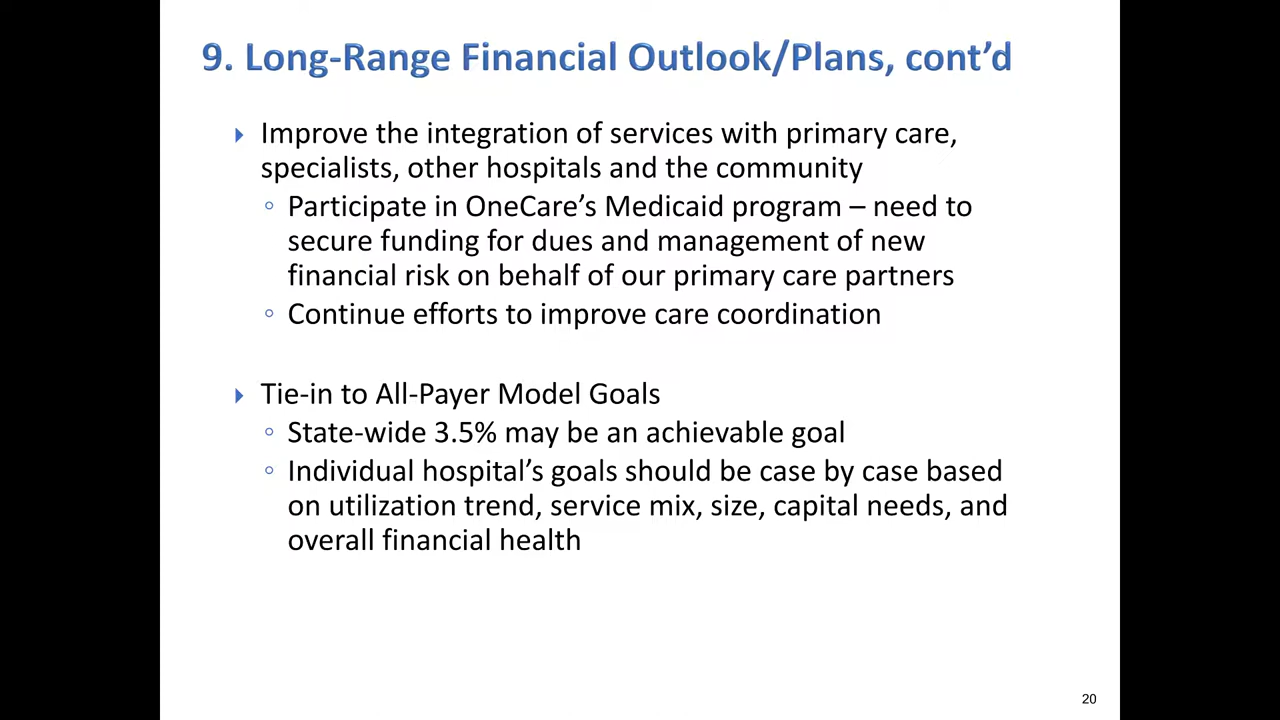 9. Long-Range Financial Outlook/Plans, cont’d
Improve the integration of services with primary care,
specialists, other hospitals and the community
Participate in OneCare’s Medicaid program – need to
secure funding for dues and management of new
financial risk on behalf of our primary care partners
Continue efforts to improve care coordination
Tie-in to All-Payer Model Goals
State-wide 3.5% may be an achievable goal
Individual hospital’s goals should be case by case based
on utilization trend, service mix, size, capital needs, and
overall financial health
20